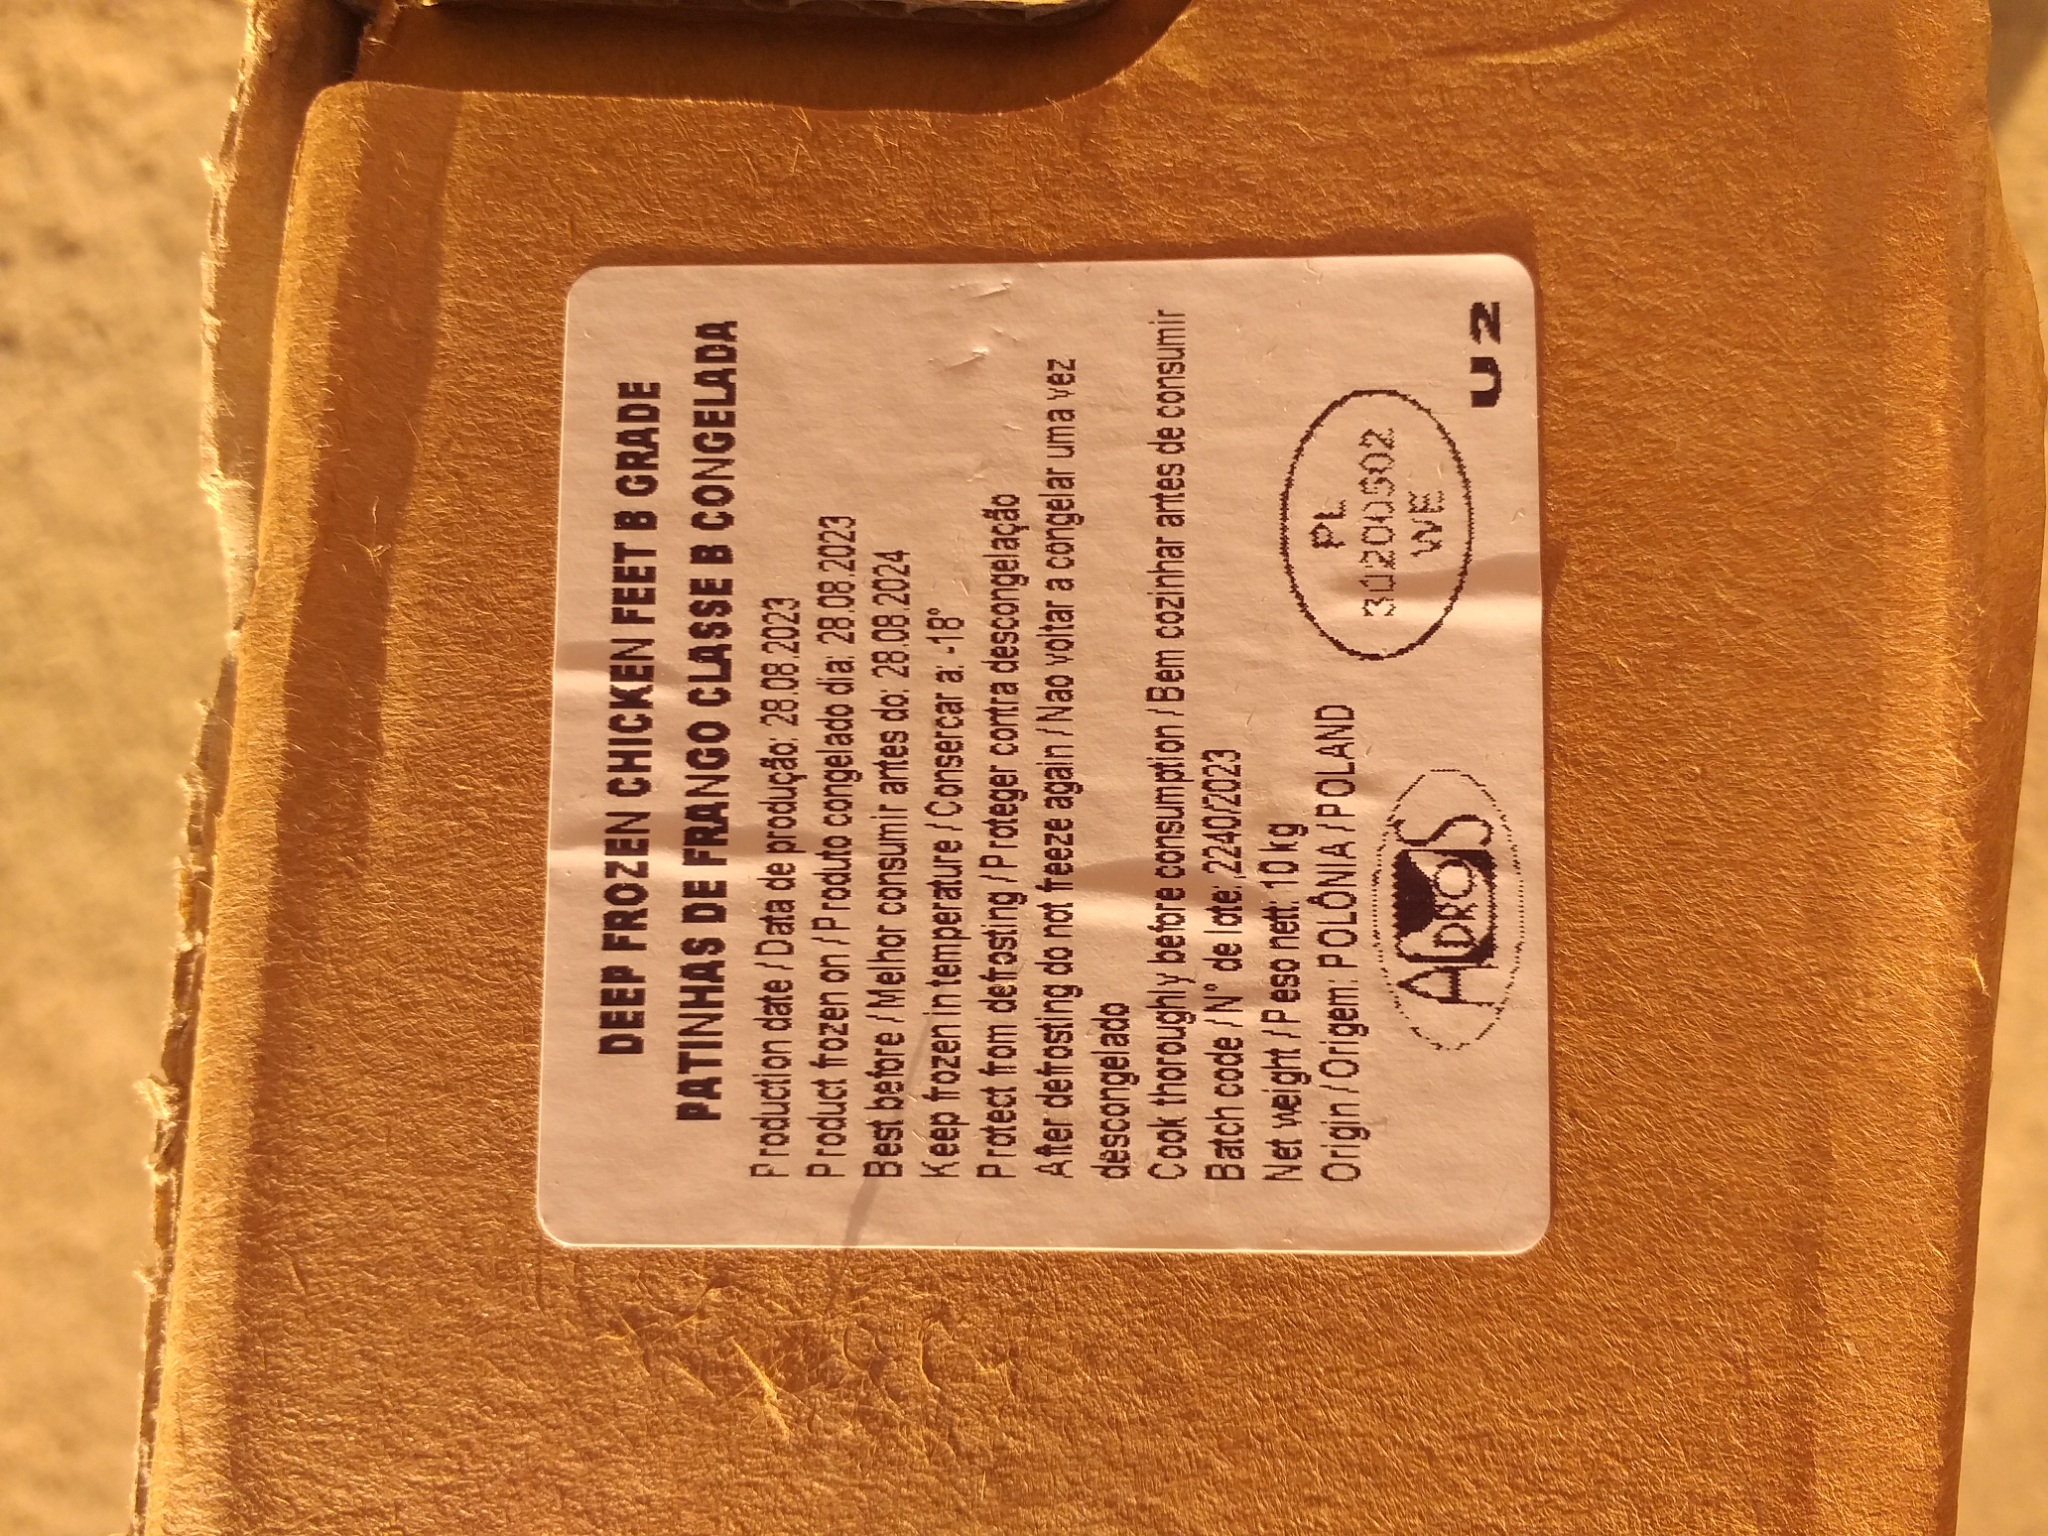 DEEP FROZEN CHICKEN FEET B GRADE
PATINHAS DE FRANGO CLASSE B CONGELADA
Production date / Data de produção: 28.08.2023
Product frozen on / Produto congelado dia: 28.08.2023
Best before / Melhor consumir antes do: 28.08.2024
Keep frozen in temperature / Consercar a: -18°
Protect from defrosting / Proteger contra descongelação
After defrosting do not freeze again / Nao voltar a congelar uma vez
descongelado
Cook thoroughly before consumption / Bem cozinhar antes de consumir
Batch code / N° de lote: ,2240/2023
Net weight / Peso nett: 10 kg
Origin / Origem: POLÔNIA / POLAND
ADROS
PL
WE
U2